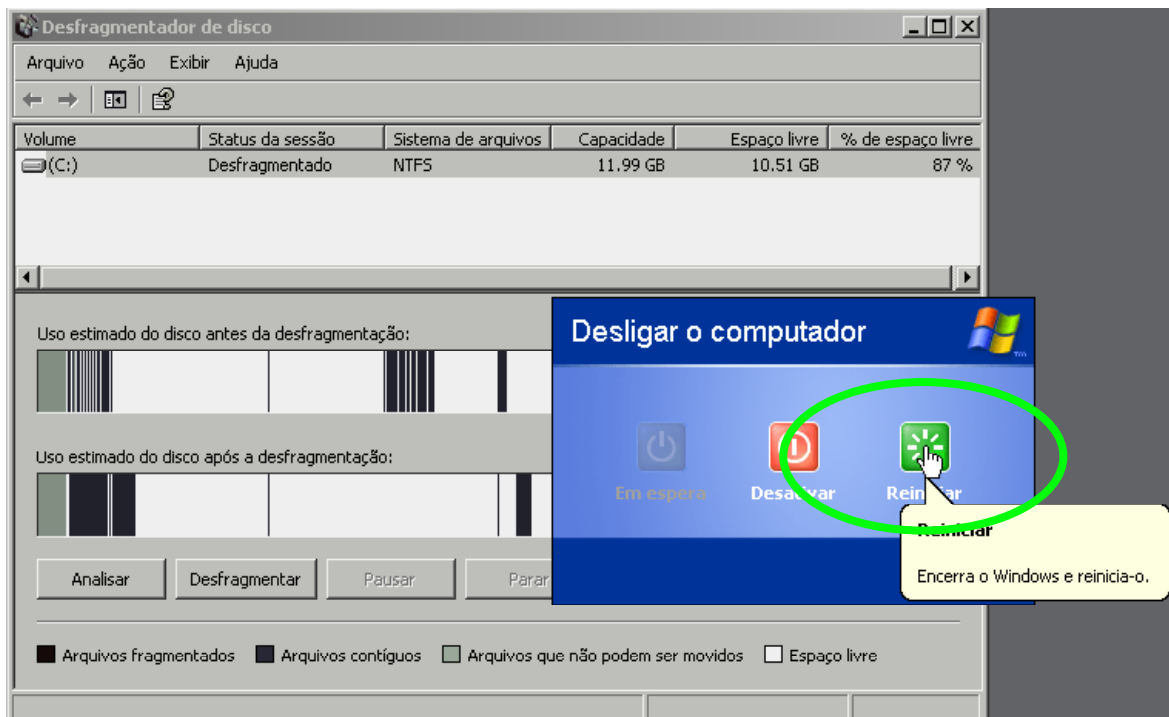 Desfragmentador de disco
Arquivo Ação Exibir Ajuda
Volume Status da sessão Sistema de arquivos Capacidade Espaço livre % de espaço livre
(C:) Desfragmentado NTFS 11.99 GB 10.51 GB 87 %
Uso estimado do disco antes da desfragmentação:
Desligar o computador
Uso estimado do disco após a desfragmentação:
Em espera Desativar Reiniciar
Reiniciar
Encerra o Windows e reinicia-o.
Analisar Desfragmentar Pausar Parar
Arquivos fragmentados Arquivos contíguos Arquivos que não podem ser movidos Espaço livre